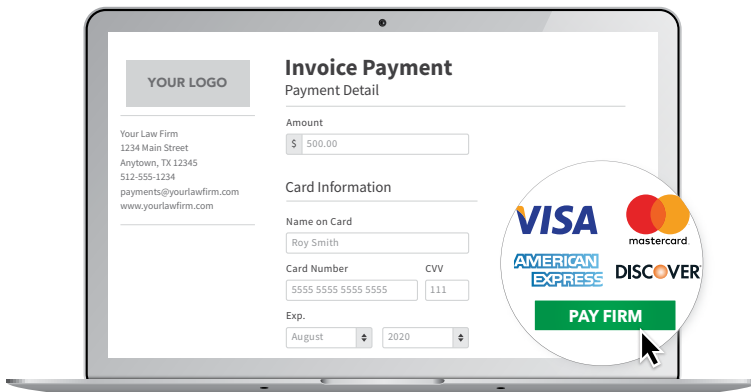 YOUR LOGO
Your Law Firm
1234 Main Street
Anytown, TX 12345
512-555-1234
payments@yourlawfirm.com
www.yourlawfirm.com
Invoice Payment
Payment Detail
Amount
$ 500.00
Card Information
Name on Card
Roy Smith
Card Number CVV
5555 5555 5555 5555 111
Exp.
August 2020
VISA
mastercard.
AMERICAN
EXPRESS
DISCOVER
PAY FIRM